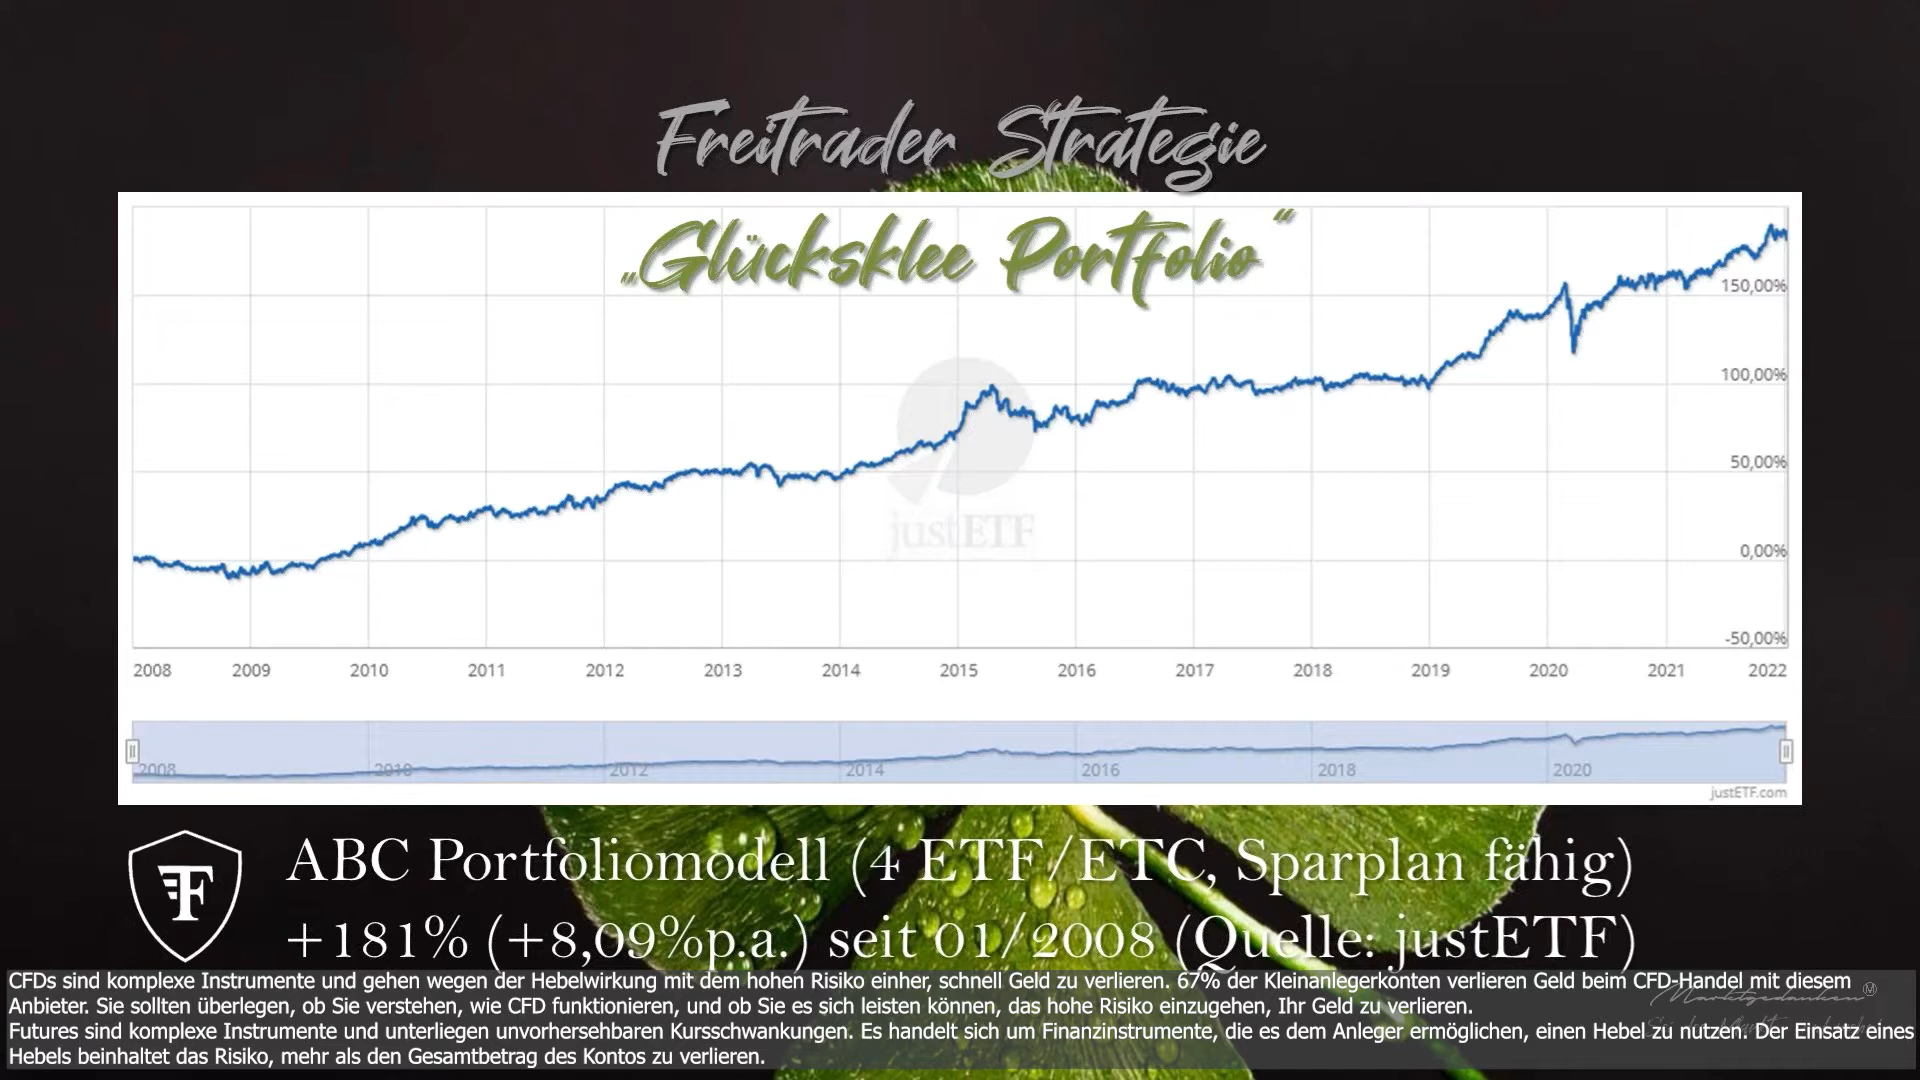 Freitrader Strategie
„Glücksklee Portfolio“
150,00%
100,00%
50,00%
0,00%
-50,00%
justETF
2008 2009 2010 2011 2012 2013 2014 2015 2016 2017 2018 2019 2020 2021 2022
2008 2010 2012 2014 2016 2018 2020
justETF.com
F
ABC Portfoliomodell (4 ETF/ETC, Sparplan fähig)
+181% (+8,09%p.a.) seit 01/2008 (Quelle: justETF)
CFDs sind komplexe Instrumente und gehen wegen der Hebelwirkung mit dem hohen Risiko einher, schnell Geld zu verlieren. 67% der Kleinanlegerkonten verlieren Geld beim CFD-Handel mit diesem
Anbieter. Sie sollten überlegen, ob Sie verstehen, wie CFD funktionieren, und ob Sie es sich leisten können, das hohe Risiko einzugehen, Ihr Geld zu verlieren.
Marktgedanken
Futures sind komplexe Instrumente und unterliegen unvorhersehbaren Kursschwankungen. Es handelt sich um Finanzinstrumente, die es dem Anleger ermöglichen, einen Hebel zu nutzen. Der Einsatz eines
Hebels beinhaltet das Risiko, mehr als den Gesamtbetrag des Kontos zu verlieren.